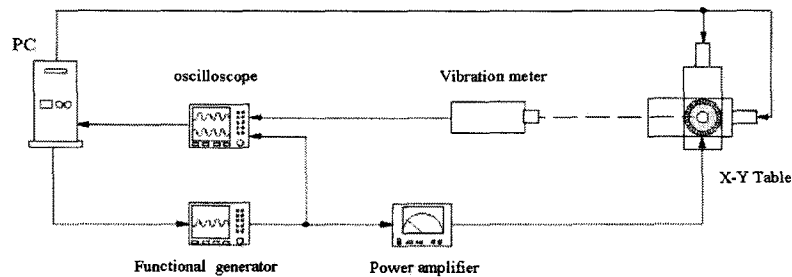 PC
oscilloscope
Vibration meter
X-Y Table
Functional generator
Power amplifier